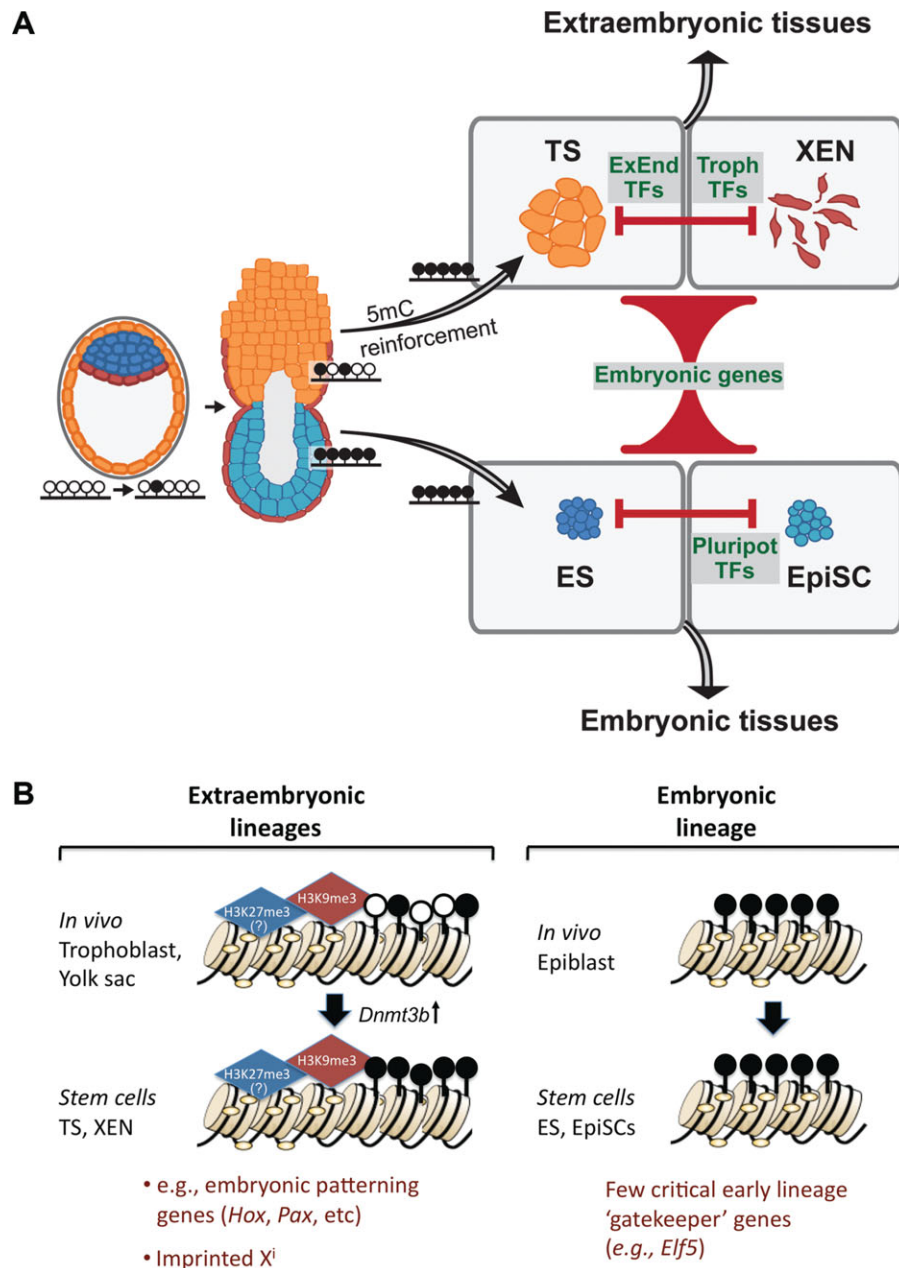 A
Extraembryonic tissues
TS
XEN
ExEnd
TFs
Troph
TFs
5mC
reinforcement
Embryonic genes
ES
EpiSC
Pluripot
TFs
Embryonic tissues
B
Extraembryonic
lineages
Embryonic
lineage
In vivo
Trophoblast,
Yolk sac
H3K27me3
(?)
H3K9me3
In vivo
Epiblast
Dnmt3b
Stem cells
TS, XEN
H3K27me3
(?)
H3K9me3
Stem cells
ES, EpiSCs
• e.g., embryonic patterning
genes (Hox, Pax, etc)
• Imprinted Xⁱ
Few critical early lineage
‘gatekeeper’ genes
(e.g., Elf5)